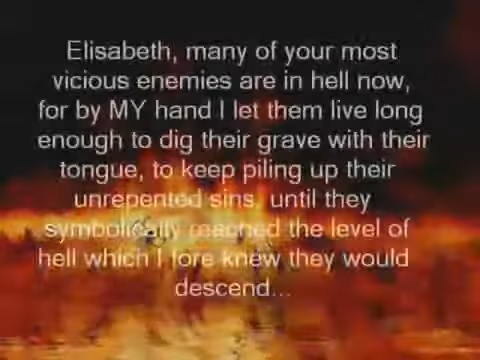 Elisabeth, many of your most
vicious enemies are in hell now,
for by MY hand I let them live long
enough to dig their grave with their
tongue, to keep piling up their
unrepented sins, until they
symbolically reached the level of
hell which I fore knew they would
descend...